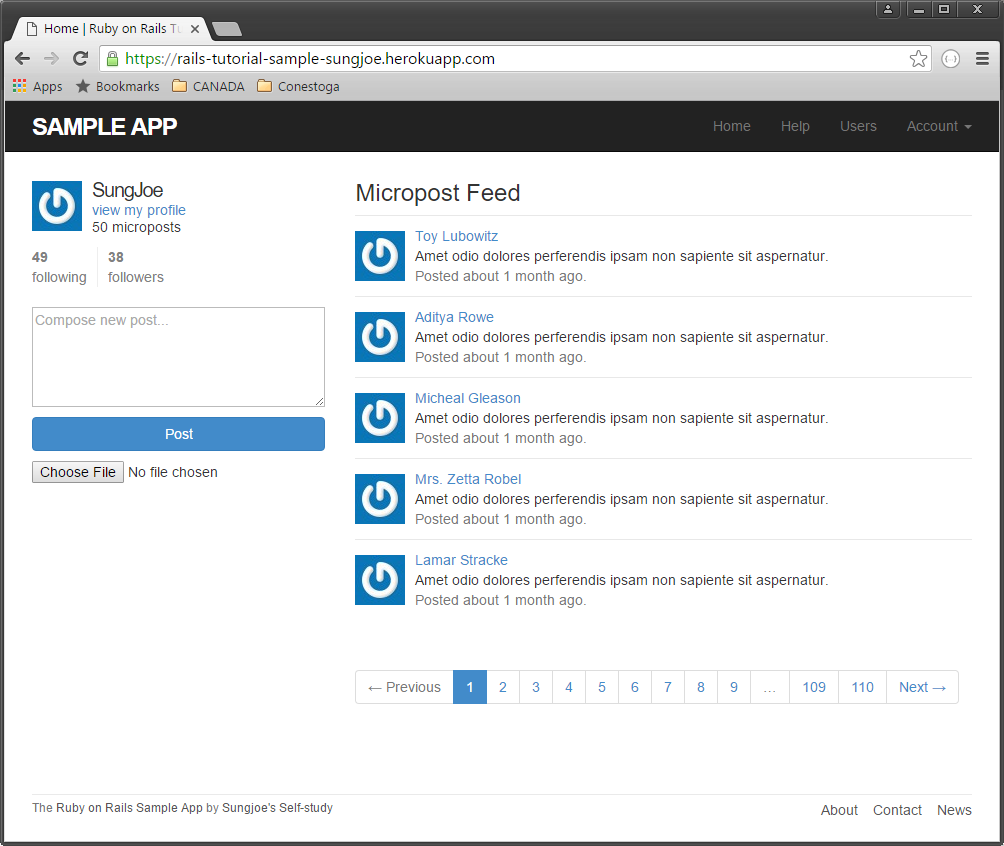 Home | Ruby on Rails Tu
https://rails-tutorial-sample-sungjoe.herokuapp.com
Apps Bookmarks CANADA Conestoga
SAMPLE APP Home Help Users Account
SungJoe
view my profile
50 microposts
49 38
following followers
Compose new post...
Post
Choose File No file chosen
Micropost Feed
Toy Lubowitz
Amet odio dolores perferendis ipsam non sapiente sit aspernatur.
Posted about 1 month ago.
Aditya Rowe
Amet odio dolores perferendis ipsam non sapiente sit aspernatur.
Posted about 1 month ago.
Micheal Gleason
Amet odio dolores perferendis ipsam non sapiente sit aspernatur.
Posted about 1 month ago.
Mrs. Zetta Robel
Amet odio dolores perferendis ipsam non sapiente sit aspernatur.
Posted about 1 month ago.
Lamar Stracke
Amet odio dolores perferendis ipsam non sapiente sit aspernatur.
Posted about 1 month ago.
← Previous 1 2 3 4 5 6 7 8 9 … 109 110 Next →
The Ruby on Rails Sample App by Sungjoe's Self-study About Contact News